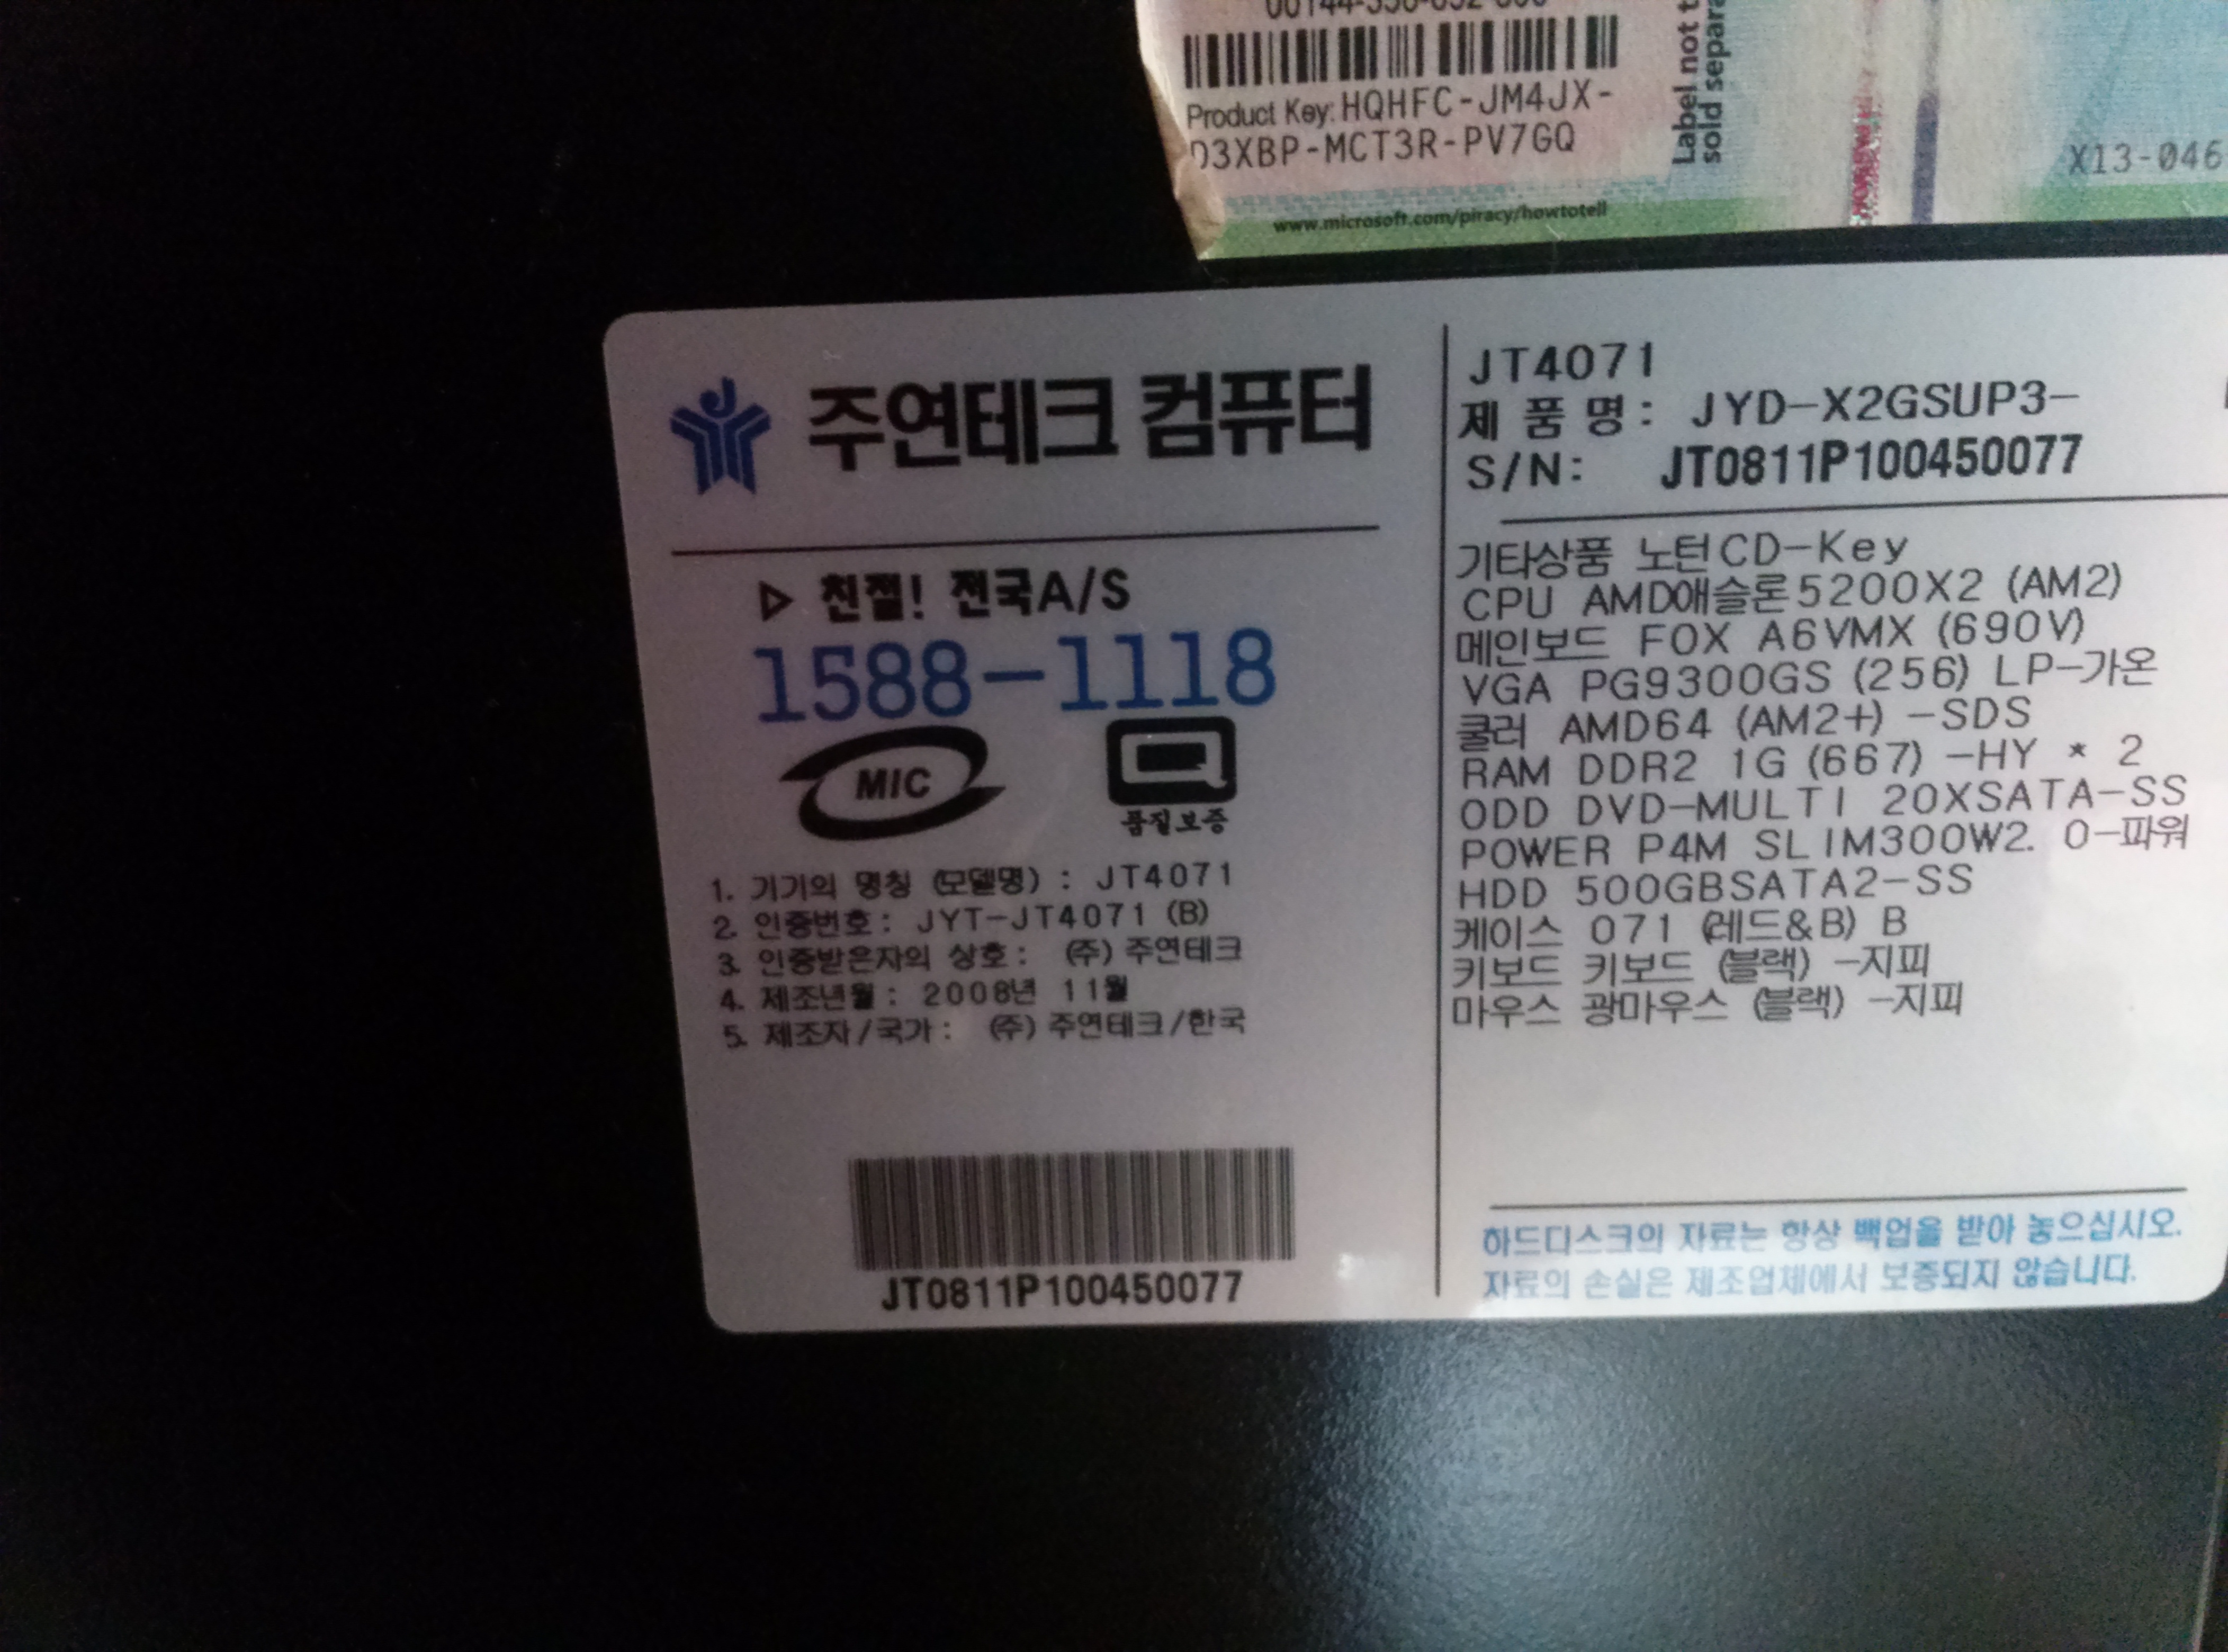 Product Key: HQHFC-JM4JX-
D3XBP-MCT3R-PV7GQ
www.microsoft.com/piracy/howtotell
Label not
sold
X13-046
주연테크 컴퓨터
▷ 친절! 전국A/S
1588-1118
MIC
품질보증
1. 기기의 명칭 (모델명) : JT4071
2. 인증번호 : JYT-JT4071 (B)
3. 인증받은자의 상호 : (주) 주연테크
4. 제조년월 : 2008년 11월
5. 제조자/국가 : (주) 주연테크/한국
JT0811P100450077
JT4071
제 품 명 : JYD-X2GSUP3-
S/N: JT0811P100450077
기타상품 노턴CD-Key
CPU AMD애슬론5200X2 (AM2)
메인보드 FOX A6VMX (690V)
VGA PG9300GS (256) LP-가온
쿨러 AMD64 (AM2+) -SDS
RAM DDR2 1G (667) -HY * 2
ODD DVD-MULTI 20XSATA-SS
POWER P4M SLIM300W2. 0-파워
HDD 500GBSATA2-SS
케이스 071 (레드&B) B
키보드 키보드 (블랙) -지피
마우스 광마우스 (블랙) -지피
하드디스크의 자료는 항상 백업을 받아 놓으십시오.
자료의 손실은 제조업체에서 보증되지 않습니다.